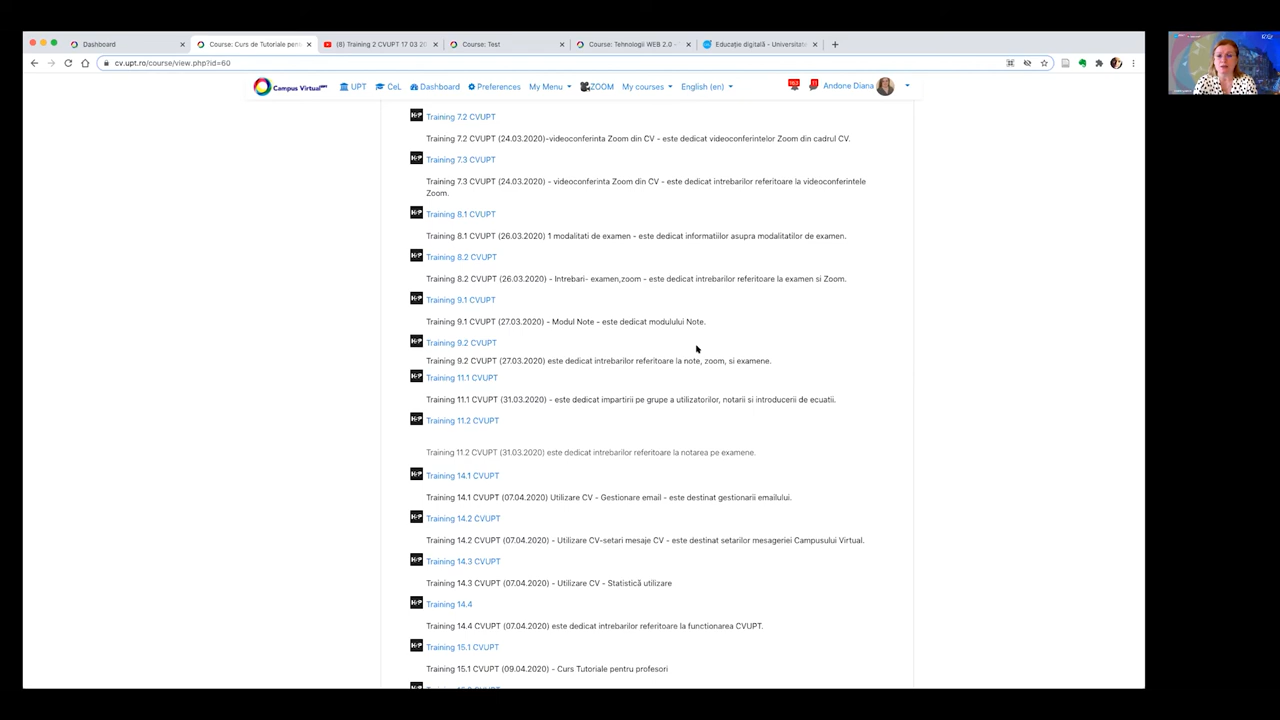 Dashboard
Course: Curs de Tutoriale pent
(8) Training 2 CVUPT 17 03 20
Course: Test
Course: Tehnologii WEB 2.0 -
Educație digitală - Universitate
cv.upt.ro/course/view.php?id=60
Campus Virtual
UPT
CeL
Dashboard
Preferences
My Menu
ZOOM
My courses
English (en)
Andone Diana
Training 7.2 CVUPT
Training 7.2 CVUPT (24.03.2020)-videoconferinta Zoom din CV - este dedicat videoconferintelor Zoom din cadrul CV.
Training 7.3 CVUPT
Training 7.3 CVUPT (24.03.2020) - videoconferinta Zoom din CV - este dedicat intrebarilor referitoare la videoconferintele
Zoom.
Training 8.1 CVUPT
Training 8.1 CVUPT (26.03.2020) 1 modalitati de examen - este dedicat informatiilor asupra modalitatilor de examen.
Training 8.2 CVUPT
Training 8.2 CVUPT (26.03.2020) - Intrebari- examen,zoom - este dedicat intrebarilor referitoare la examen si Zoom.
Training 9.1 CVUPT
Training 9.1 CVUPT (27.03.2020) - Modul Note - este dedicat modulului Note.
Training 9.2 CVUPT
Training 9.2 CVUPT (27.03.2020) este dedicat intrebarilor referitoare la note, zoom, si examene.
Training 11.1 CVUPT
Training 11.1 CVUPT (31.03.2020) - este dedicat impartirii pe grupe a utilizatorilor, notarii si introducerii de ecuatii.
Training 11.2 CVUPT
Training 11.2 CVUPT (31.03.2020) este dedicat intrebarilor referitoare la notarea pe examene.
Training 14.1 CVUPT
Training 14.1 CVUPT (07.04.2020) Utilizare CV - Gestionare email - este destinat gestionarii emailului.
Training 14.2 CVUPT
Training 14.2 CVUPT (07.04.2020) - Utilizare CV-setari mesaje CV - este destinat setarilor mesageriei Campusului Virtual.
Training 14.3 CVUPT
Training 14.3 CVUPT (07.04.2020) - Utilizare CV - Statistică utilizare
Training 14.4
Training 14.4 CVUPT (07.04.2020) este dedicat intrebarilor referitoare la functionarea CVUPT.
Training 15.1 CVUPT
Training 15.1 CVUPT (09.04.2020) - Curs Tutoriale pentru profesori